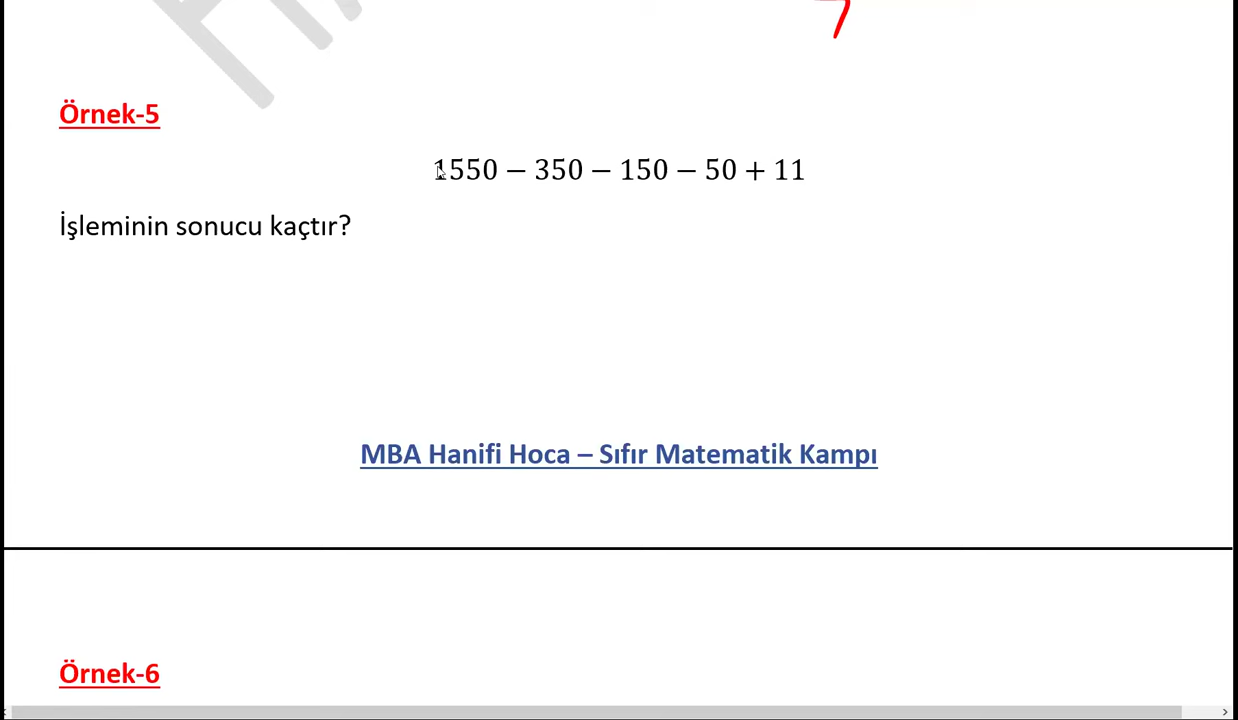 Örnek-5
1550 − 350 − 150 − 50 + 11
İşleminin sonucu kaçtır?
MBA Hanifi Hoca – Sıfır Matematik Kampı
Örnek-6